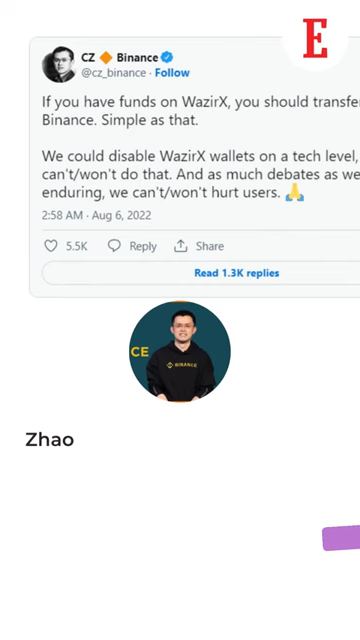 E
CZ 🔶 Binance
@cz_binance · Follow
If you have funds on WazirX, you should transfe
Binance. Simple as that.
We could disable WazirX wallets on a tech level,
can't/won't do that. And as much debates as we
enduring, we can't/won't hurt users. 🙏
2:58 AM · Aug 6, 2022
5.5K Reply Share
Read 1.3K replies
CE
BINANCE
Zhao